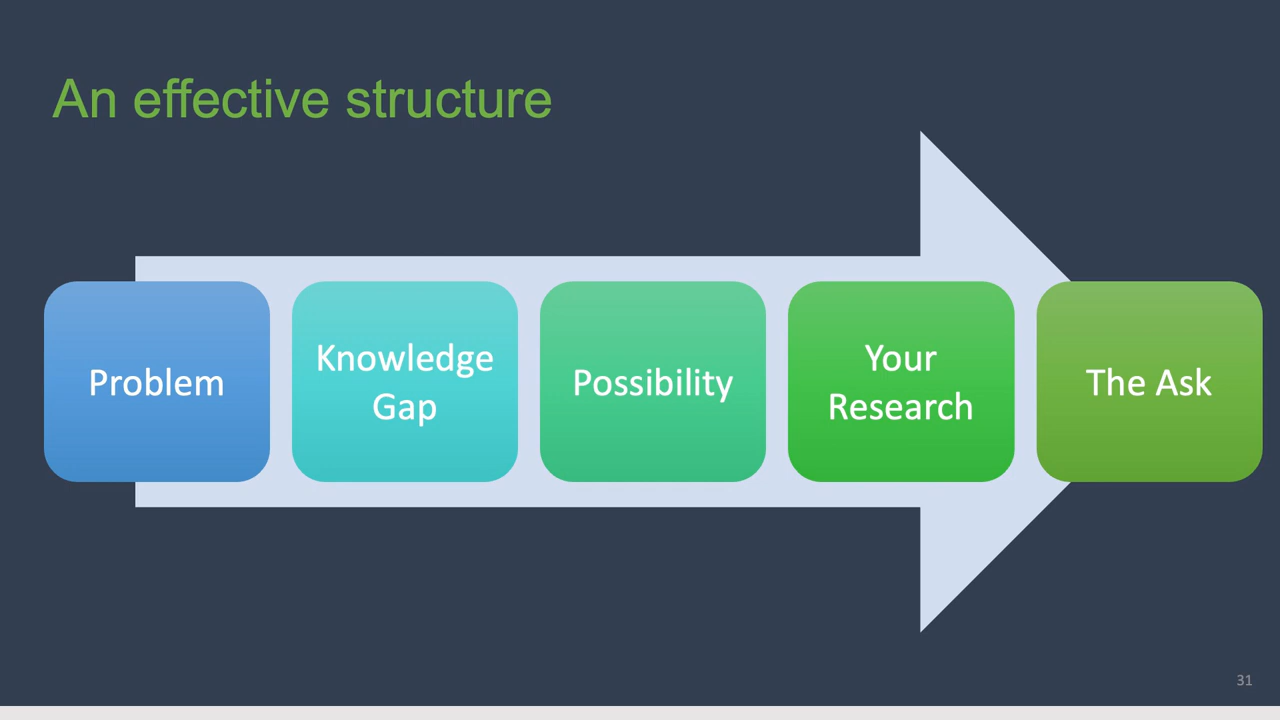 An effective structure
Problem
Knowledge
Gap
Possibility
Your
Research
The Ask
31